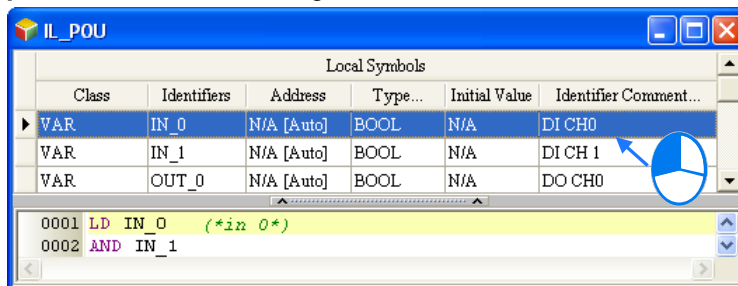 IL_POU
Local Symbols
Class Identifiers Address Type... Initial Value Identifier Comment...
VAR IN_0 N/A [Auto] BOOL N/A DI CH0
VAR IN_1 N/A [Auto] BOOL N/A DI CH 1
VAR OUT_0 N/A [Auto] BOOL N/A DO CH0
0001 LD IN_0 (*in 0*)
0002 AND IN_1